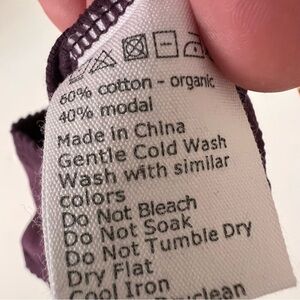 60% cotton - organic
40% modal
Made in China
Gentle Cold Wash
Wash with similar
colors
Do Not Bleach
Do Not Soak
Do Not Tumble Dry
Dry Flat
Cool Iron